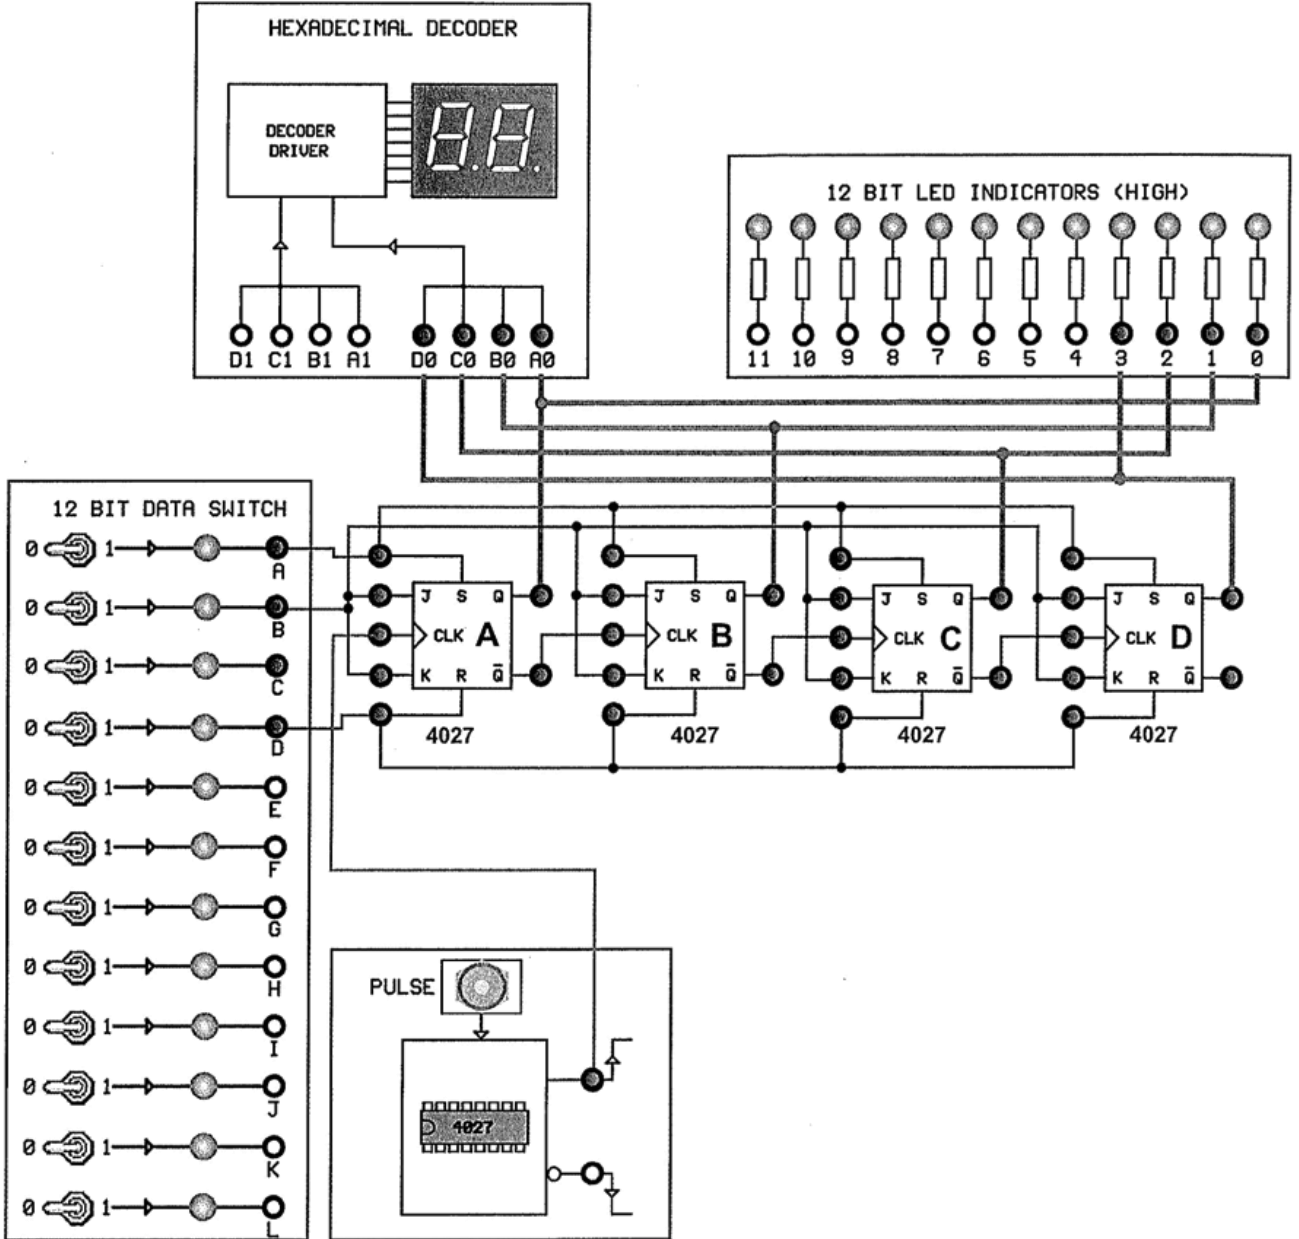 HEXADECIMAL DECODER
DECODER
DRIVER
8.8.
D1 C1 B1 A1 D0 C0 B0 A0
12 BIT LED INDICATORS (HIGH)
11 10 9 8 7 6 5 4 3 2 1 0
12 BIT DATA SWITCH
0 1 A
0 1 B
0 1 C
0 1 D
0 1 E
0 1 F
0 1 G
0 1 H
0 1 I
0 1 J
0 1 K
0 1 L
J S Q
CLK A
K R Q̅
4027
J S Q
CLK B
K R Q̅
4027
J S Q
CLK C
K R Q̅
4027
J S Q
CLK D
K R Q̅
4027
PULSE
4027